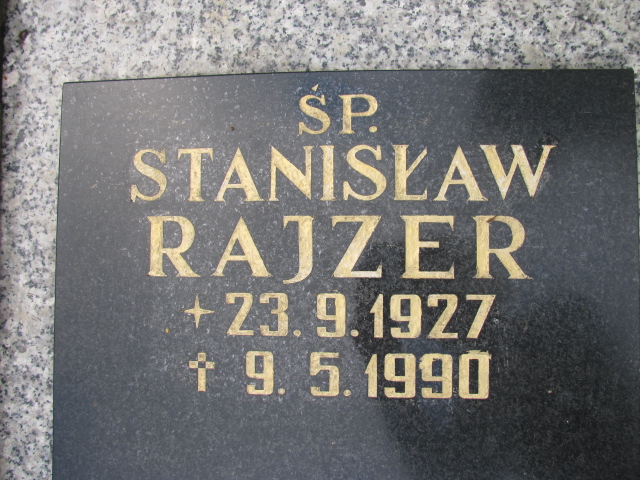 ŚP.
STANISŁAW
RAJZER
23.9.1927
† 9.5.1990